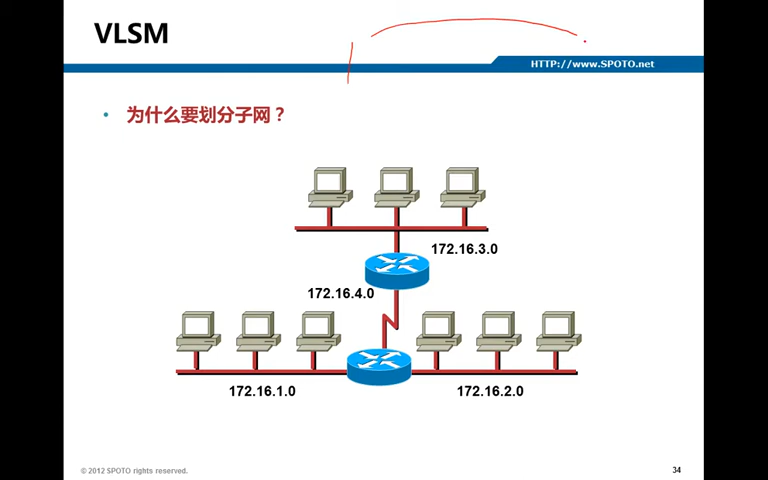 VLSM
HTTP://www.SPOTO.net
• 为什么要划分子网？
172.16.3.0
172.16.4.0
172.16.1.0
172.16.2.0
© 2012 SPOTO rights reserved.
34